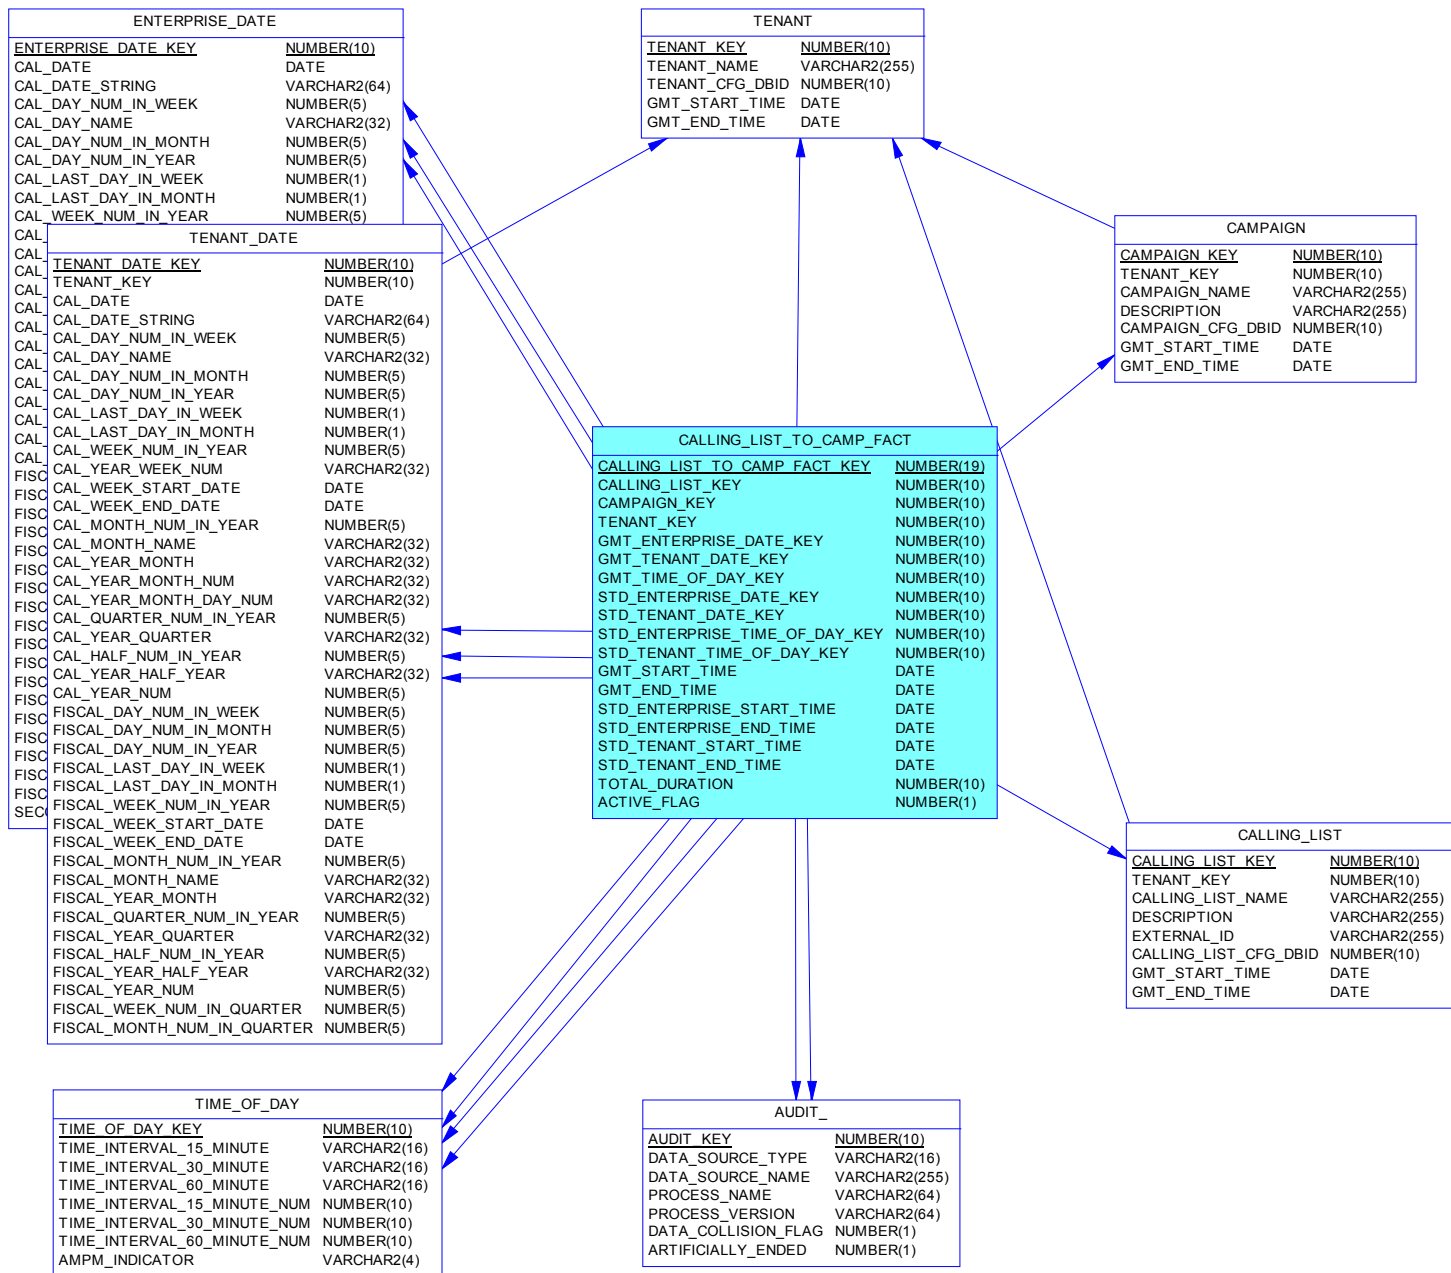 ENTERPRISE_DATE
ENTERPRISE_DATE_KEY NUMBER(10)
CAL_DATE DATE
CAL_DATE_STRING VARCHAR2(64)
CAL_DAY_NUM_IN_WEEK NUMBER(5)
CAL_DAY_NAME VARCHAR2(32)
CAL_DAY_NUM_IN_MONTH NUMBER(5)
CAL_DAY_NUM_IN_YEAR NUMBER(5)
CAL_LAST_DAY_IN_WEEK NUMBER(1)
CAL_LAST_DAY_IN_MONTH NUMBER(1)
CAL_WEEK_NUM_IN_YEAR NUMBER(5)
TENANT
TENANT_KEY NUMBER(10)
TENANT_NAME VARCHAR2(255)
TENANT_CFG_DBID NUMBER(10)
GMT_START_TIME DATE
GMT_END_TIME DATE
TENANT_DATE
TENANT_DATE_KEY NUMBER(10)
TENANT_KEY NUMBER(10)
CAL_DATE DATE
CAL_DATE_STRING VARCHAR2(64)
CAL_DAY_NUM_IN_WEEK NUMBER(5)
CAL_DAY_NAME VARCHAR2(32)
CAL_DAY_NUM_IN_MONTH NUMBER(5)
CAL_DAY_NUM_IN_YEAR NUMBER(5)
CAL_LAST_DAY_IN_WEEK NUMBER(1)
CAL_LAST_DAY_IN_MONTH NUMBER(1)
CAL_WEEK_NUM_IN_YEAR NUMBER(5)
CAL_YEAR_WEEK_NUM VARCHAR2(32)
CAL_WEEK_START_DATE DATE
CAL_WEEK_END_DATE DATE
CAL_MONTH_NUM_IN_YEAR NUMBER(5)
CAL_MONTH_NAME VARCHAR2(32)
CAL_YEAR_MONTH VARCHAR2(32)
CAL_YEAR_MONTH_NUM VARCHAR2(32)
CAL_YEAR_MONTH_DAY_NUM VARCHAR2(32)
CAL_QUARTER_NUM_IN_YEAR NUMBER(5)
CAL_YEAR_QUARTER VARCHAR2(32)
CAL_HALF_NUM_IN_YEAR NUMBER(5)
CAL_YEAR_HALF_YEAR VARCHAR2(32)
CAL_YEAR_NUM NUMBER(5)
FISCAL_DAY_NUM_IN_WEEK NUMBER(5)
FISCAL_DAY_NUM_IN_MONTH NUMBER(5)
FISCAL_DAY_NUM_IN_YEAR NUMBER(5)
FISCAL_LAST_DAY_IN_WEEK NUMBER(1)
FISCAL_LAST_DAY_IN_MONTH NUMBER(1)
FISCAL_WEEK_NUM_IN_YEAR NUMBER(5)
FISCAL_WEEK_START_DATE DATE
FISCAL_WEEK_END_DATE DATE
FISCAL_MONTH_NUM_IN_YEAR NUMBER(5)
FISCAL_MONTH_NAME VARCHAR2(32)
FISCAL_YEAR_MONTH VARCHAR2(32)
FISCAL_QUARTER_NUM_IN_YEAR NUMBER(5)
FISCAL_YEAR_QUARTER VARCHAR2(32)
FISCAL_HALF_NUM_IN_YEAR NUMBER(5)
FISCAL_YEAR_HALF_YEAR VARCHAR2(32)
FISCAL_YEAR_NUM NUMBER(5)
FISCAL_WEEK_NUM_IN_QUARTER NUMBER(5)
FISCAL_MONTH_NUM_IN_QUARTER NUMBER(5)
CAMPAIGN
CAMPAIGN_KEY NUMBER(10)
TENANT_KEY NUMBER(10)
CAMPAIGN_NAME VARCHAR2(255)
DESCRIPTION VARCHAR2(255)
CAMPAIGN_CFG_DBID NUMBER(10)
GMT_START_TIME DATE
GMT_END_TIME DATE
CALLING_LIST_TO_CAMP_FACT
CALLING_LIST_TO_CAMP_FACT_KEY NUMBER(19)
CALLING_LIST_KEY NUMBER(10)
CAMPAIGN_KEY NUMBER(10)
TENANT_KEY NUMBER(10)
GMT_ENTERPRISE_DATE_KEY NUMBER(10)
GMT_TENANT_DATE_KEY NUMBER(10)
GMT_TIME_OF_DAY_KEY NUMBER(10)
STD_ENTERPRISE_DATE_KEY NUMBER(10)
STD_TENANT_DATE_KEY NUMBER(10)
STD_ENTERPRISE_TIME_OF_DAY_KEY NUMBER(10)
STD_TENANT_TIME_OF_DAY_KEY NUMBER(10)
GMT_START_TIME DATE
GMT_END_TIME DATE
STD_ENTERPRISE_START_TIME DATE
STD_ENTERPRISE_END_TIME DATE
STD_TENANT_START_TIME DATE
STD_TENANT_END_TIME DATE
TOTAL_DURATION NUMBER(10)
ACTIVE_FLAG NUMBER(1)
CALLING_LIST
CALLING_LIST_KEY NUMBER(10)
TENANT_KEY NUMBER(10)
CALLING_LIST_NAME VARCHAR2(255)
DESCRIPTION VARCHAR2(255)
EXTERNAL_ID VARCHAR2(255)
CALLING_LIST_CFG_DBID NUMBER(10)
GMT_START_TIME DATE
GMT_END_TIME DATE
TIME_OF_DAY
TIME_OF_DAY_KEY NUMBER(10)
TIME_INTERVAL_15_MINUTE VARCHAR2(16)
TIME_INTERVAL_30_MINUTE VARCHAR2(16)
TIME_INTERVAL_60_MINUTE VARCHAR2(16)
TIME_INTERVAL_15_MINUTE_NUM NUMBER(10)
TIME_INTERVAL_30_MINUTE_NUM NUMBER(10)
TIME_INTERVAL_60_MINUTE_NUM NUMBER(10)
AMPM_INDICATOR VARCHAR2(4)
AUDIT_
AUDIT_KEY NUMBER(10)
DATA_SOURCE_TYPE VARCHAR2(16)
DATA_SOURCE_NAME VARCHAR2(255)
PROCESS_NAME VARCHAR2(64)
PROCESS_VERSION VARCHAR2(64)
DATA_COLLISION_FLAG NUMBER(1)
ARTIFICIALLY_ENDED NUMBER(1)